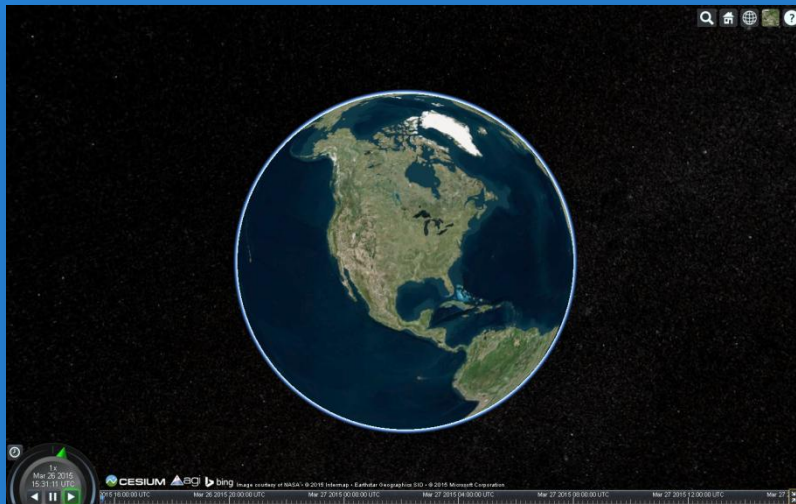 ?
1x
Mar 26 2015
15:31:11 UTC
CESIUM agi bing Image courtesy of NASA - © 2015 Intermap - Earthstar Geographics SIO - © 2015 Microsoft Corporation
2015 16:00:00 UTC Mar 26 2015 20:00:00 UTC Mar 27 2015 00:00:00 UTC Mar 27 2015 04:00:00 UTC Mar 27 2015 08:00:00 UTC Mar 27 2015 12:00:00 UTC Mar 27